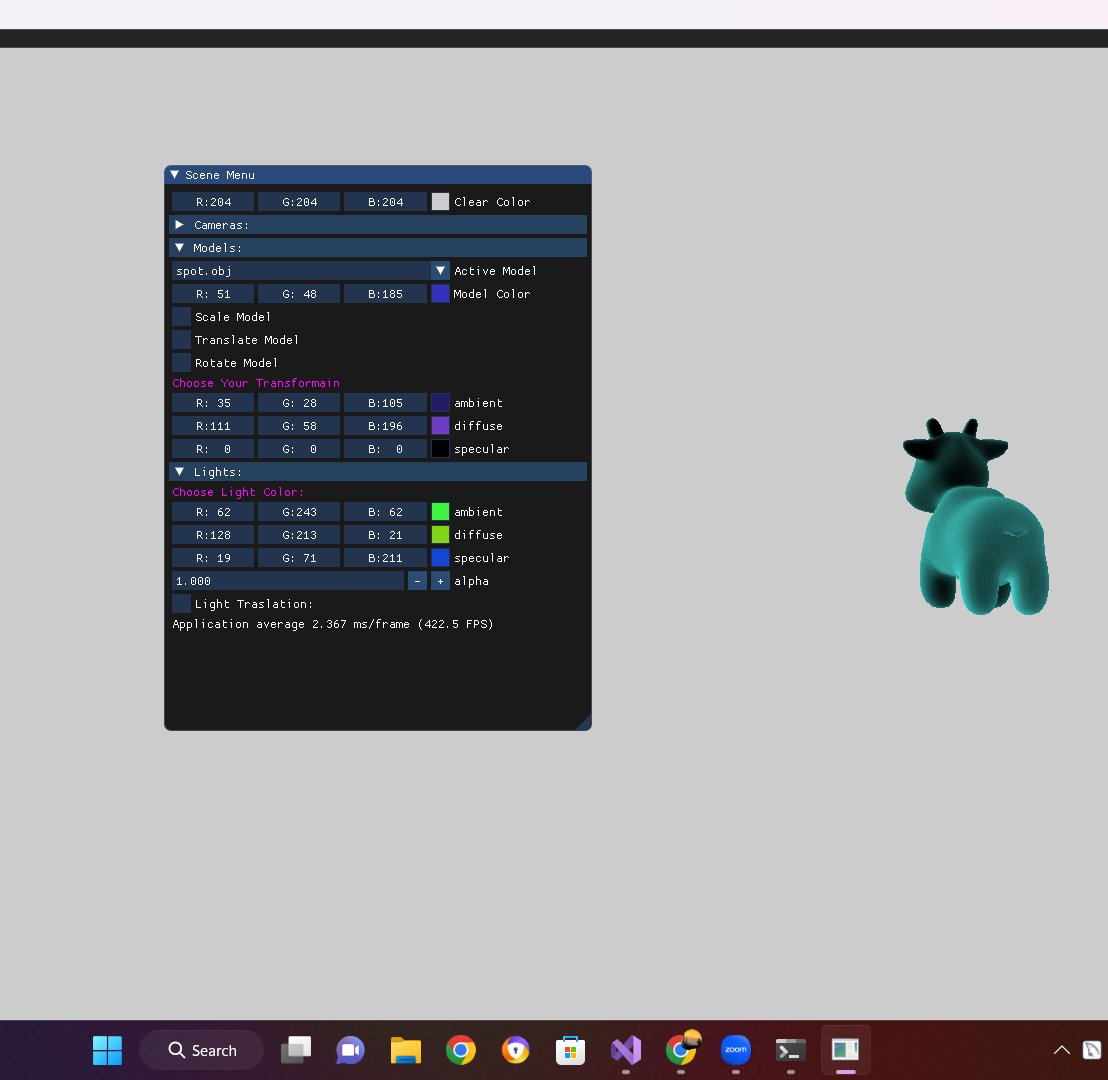 Scene Menu
R:204 G:204 B:204 Clear Color
Cameras:
Models:
spot.obj Active Model
R: 51 G: 48 B:185 Model Color
Scale Model
Translate Model
Rotate Model
Choose Your Transformain
R: 35 G: 28 B:105 ambient
R:111 G: 58 B:196 diffuse
R: 0 G: 0 B: 0 specular
Lights:
Choose Light Color:
R: 62 G:243 B: 62 ambient
R:128 G:213 B: 21 diffuse
R: 19 G: 71 B:211 specular
1.000 - + alpha
Light Traslation:
Application average 2.367 ms/frame (422.5 FPS)
Search
zoom